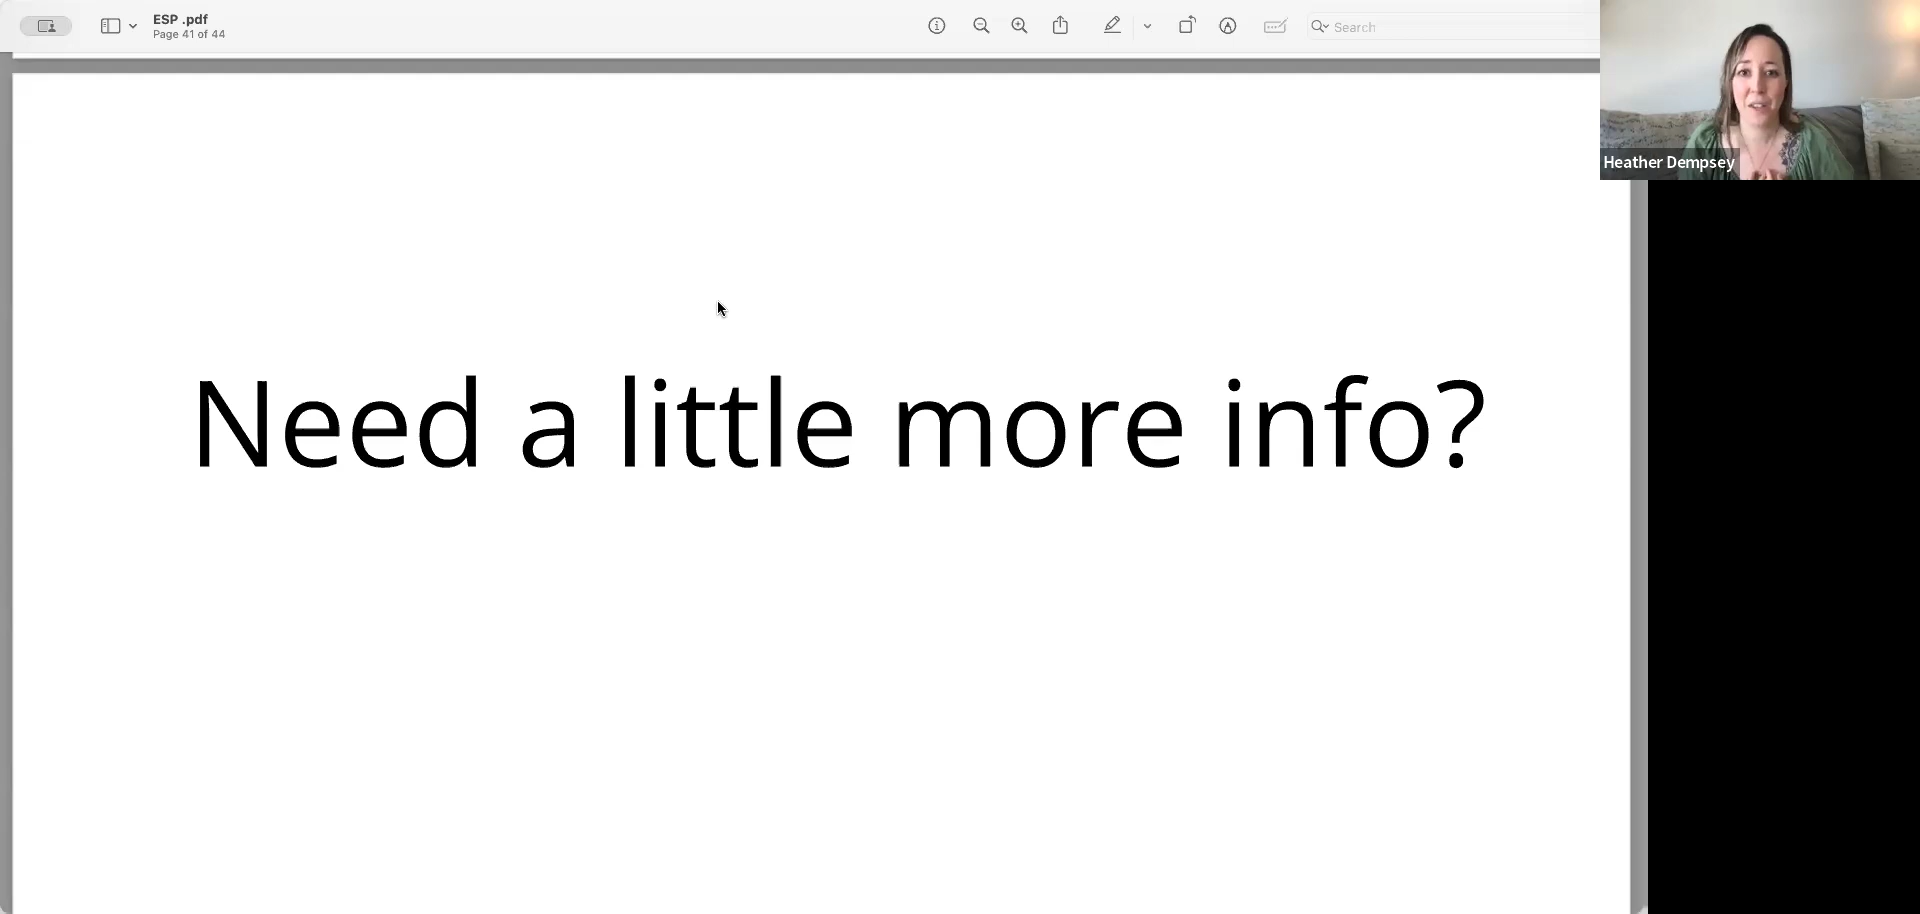 ESP .pdf
Page 41 of 44
Search
Heather Dempsey
Need a little more info?